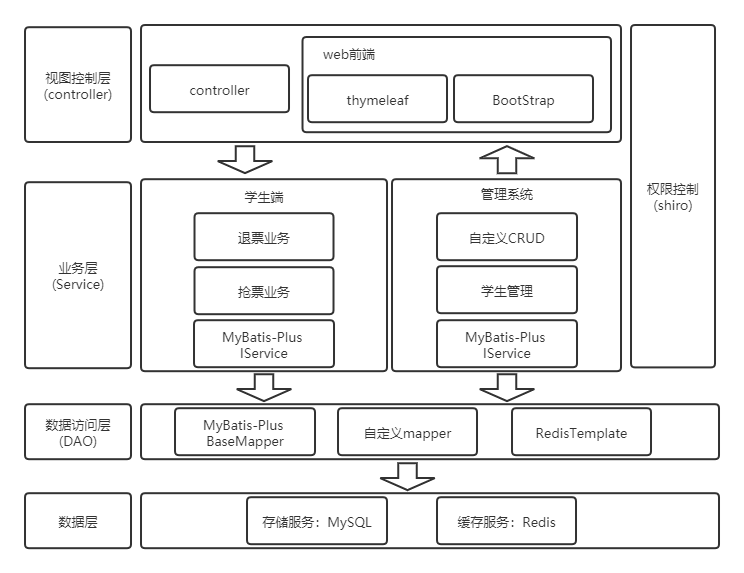 视图控制层
(controller)
controller
web前端
thymeleaf
BootStrap
权限控制
(shiro)
业务层
(Service)
学生端
退票业务
抢票业务
MyBatis-Plus
IService
管理系统
自定义CRUD
学生管理
MyBatis-Plus
IService
数据访问层
(DAO)
MyBatis-Plus
BaseMapper
自定义mapper
RedisTemplate
数据层
存储服务：MySQL
缓存服务：Redis